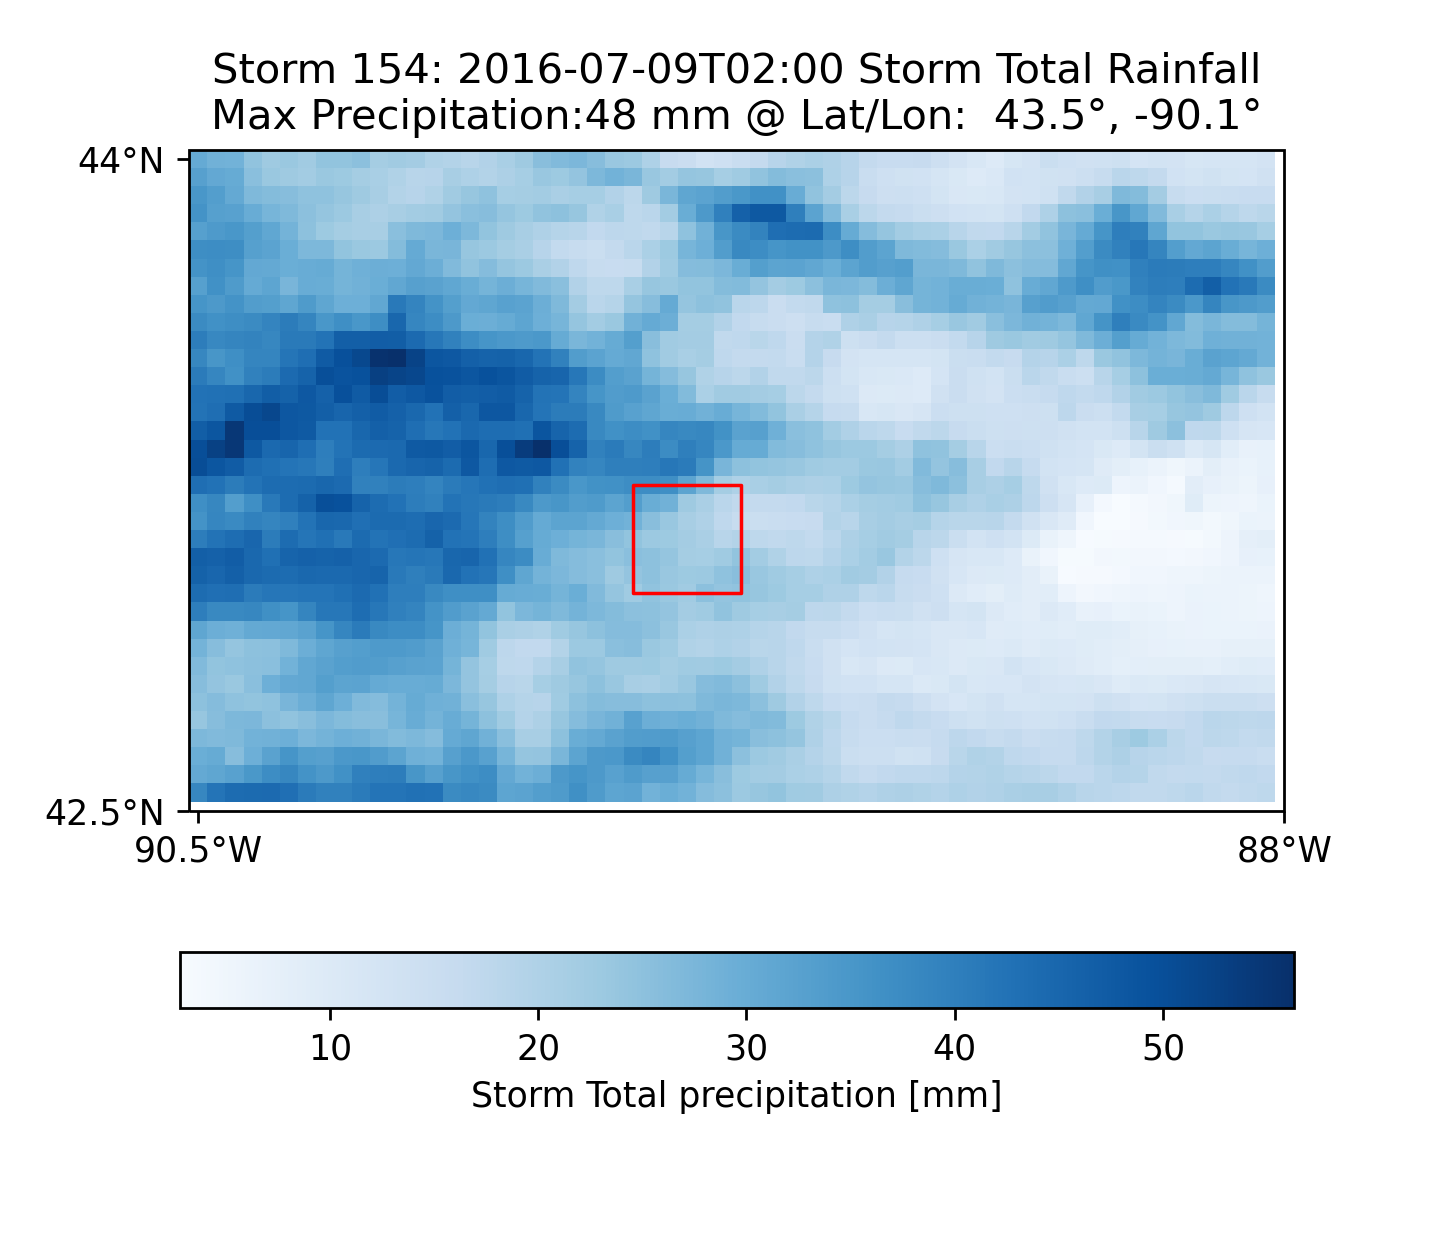 Storm 154: 2016-07-09T02:00 Storm Total Rainfall
Max Precipitation:48 mm @ Lat/Lon:  43.5°, -90.1°
44°N
42.5°N
90.5°W
88°W
10
20
30
40
50
Storm Total precipitation [mm]